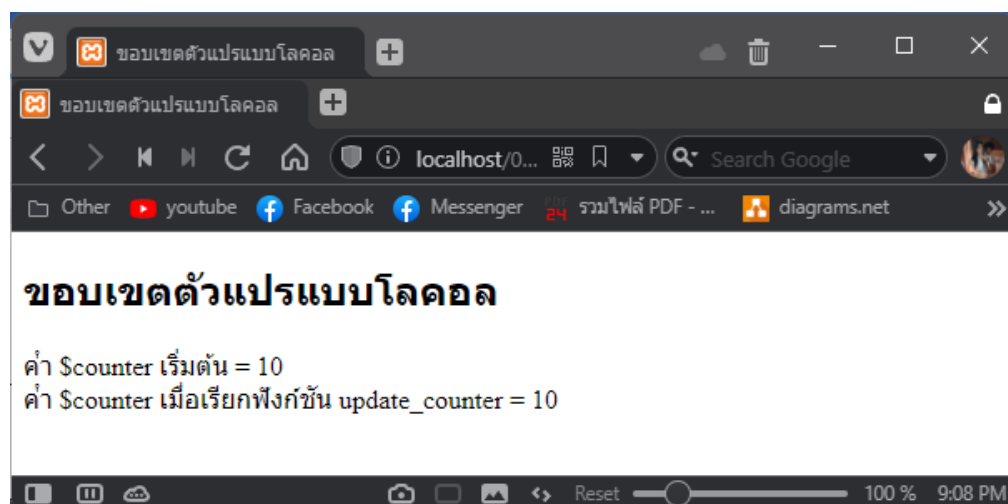 ขอบเขตตัวแปรแบบโลคอล
ขอบเขตตัวแปรแบบโลคอล
localhost/0... Search Google
Other youtube Facebook Messenger PDF 24 รวมไฟล์ PDF - ... diagrams.net
ขอบเขตตัวแปรแบบโลคอล
ค่า $counter เริ่มต้น = 10
ค่า $counter เมื่อเรียกฟังก์ชัน update_counter = 10
Reset 100 % 9:08 PM